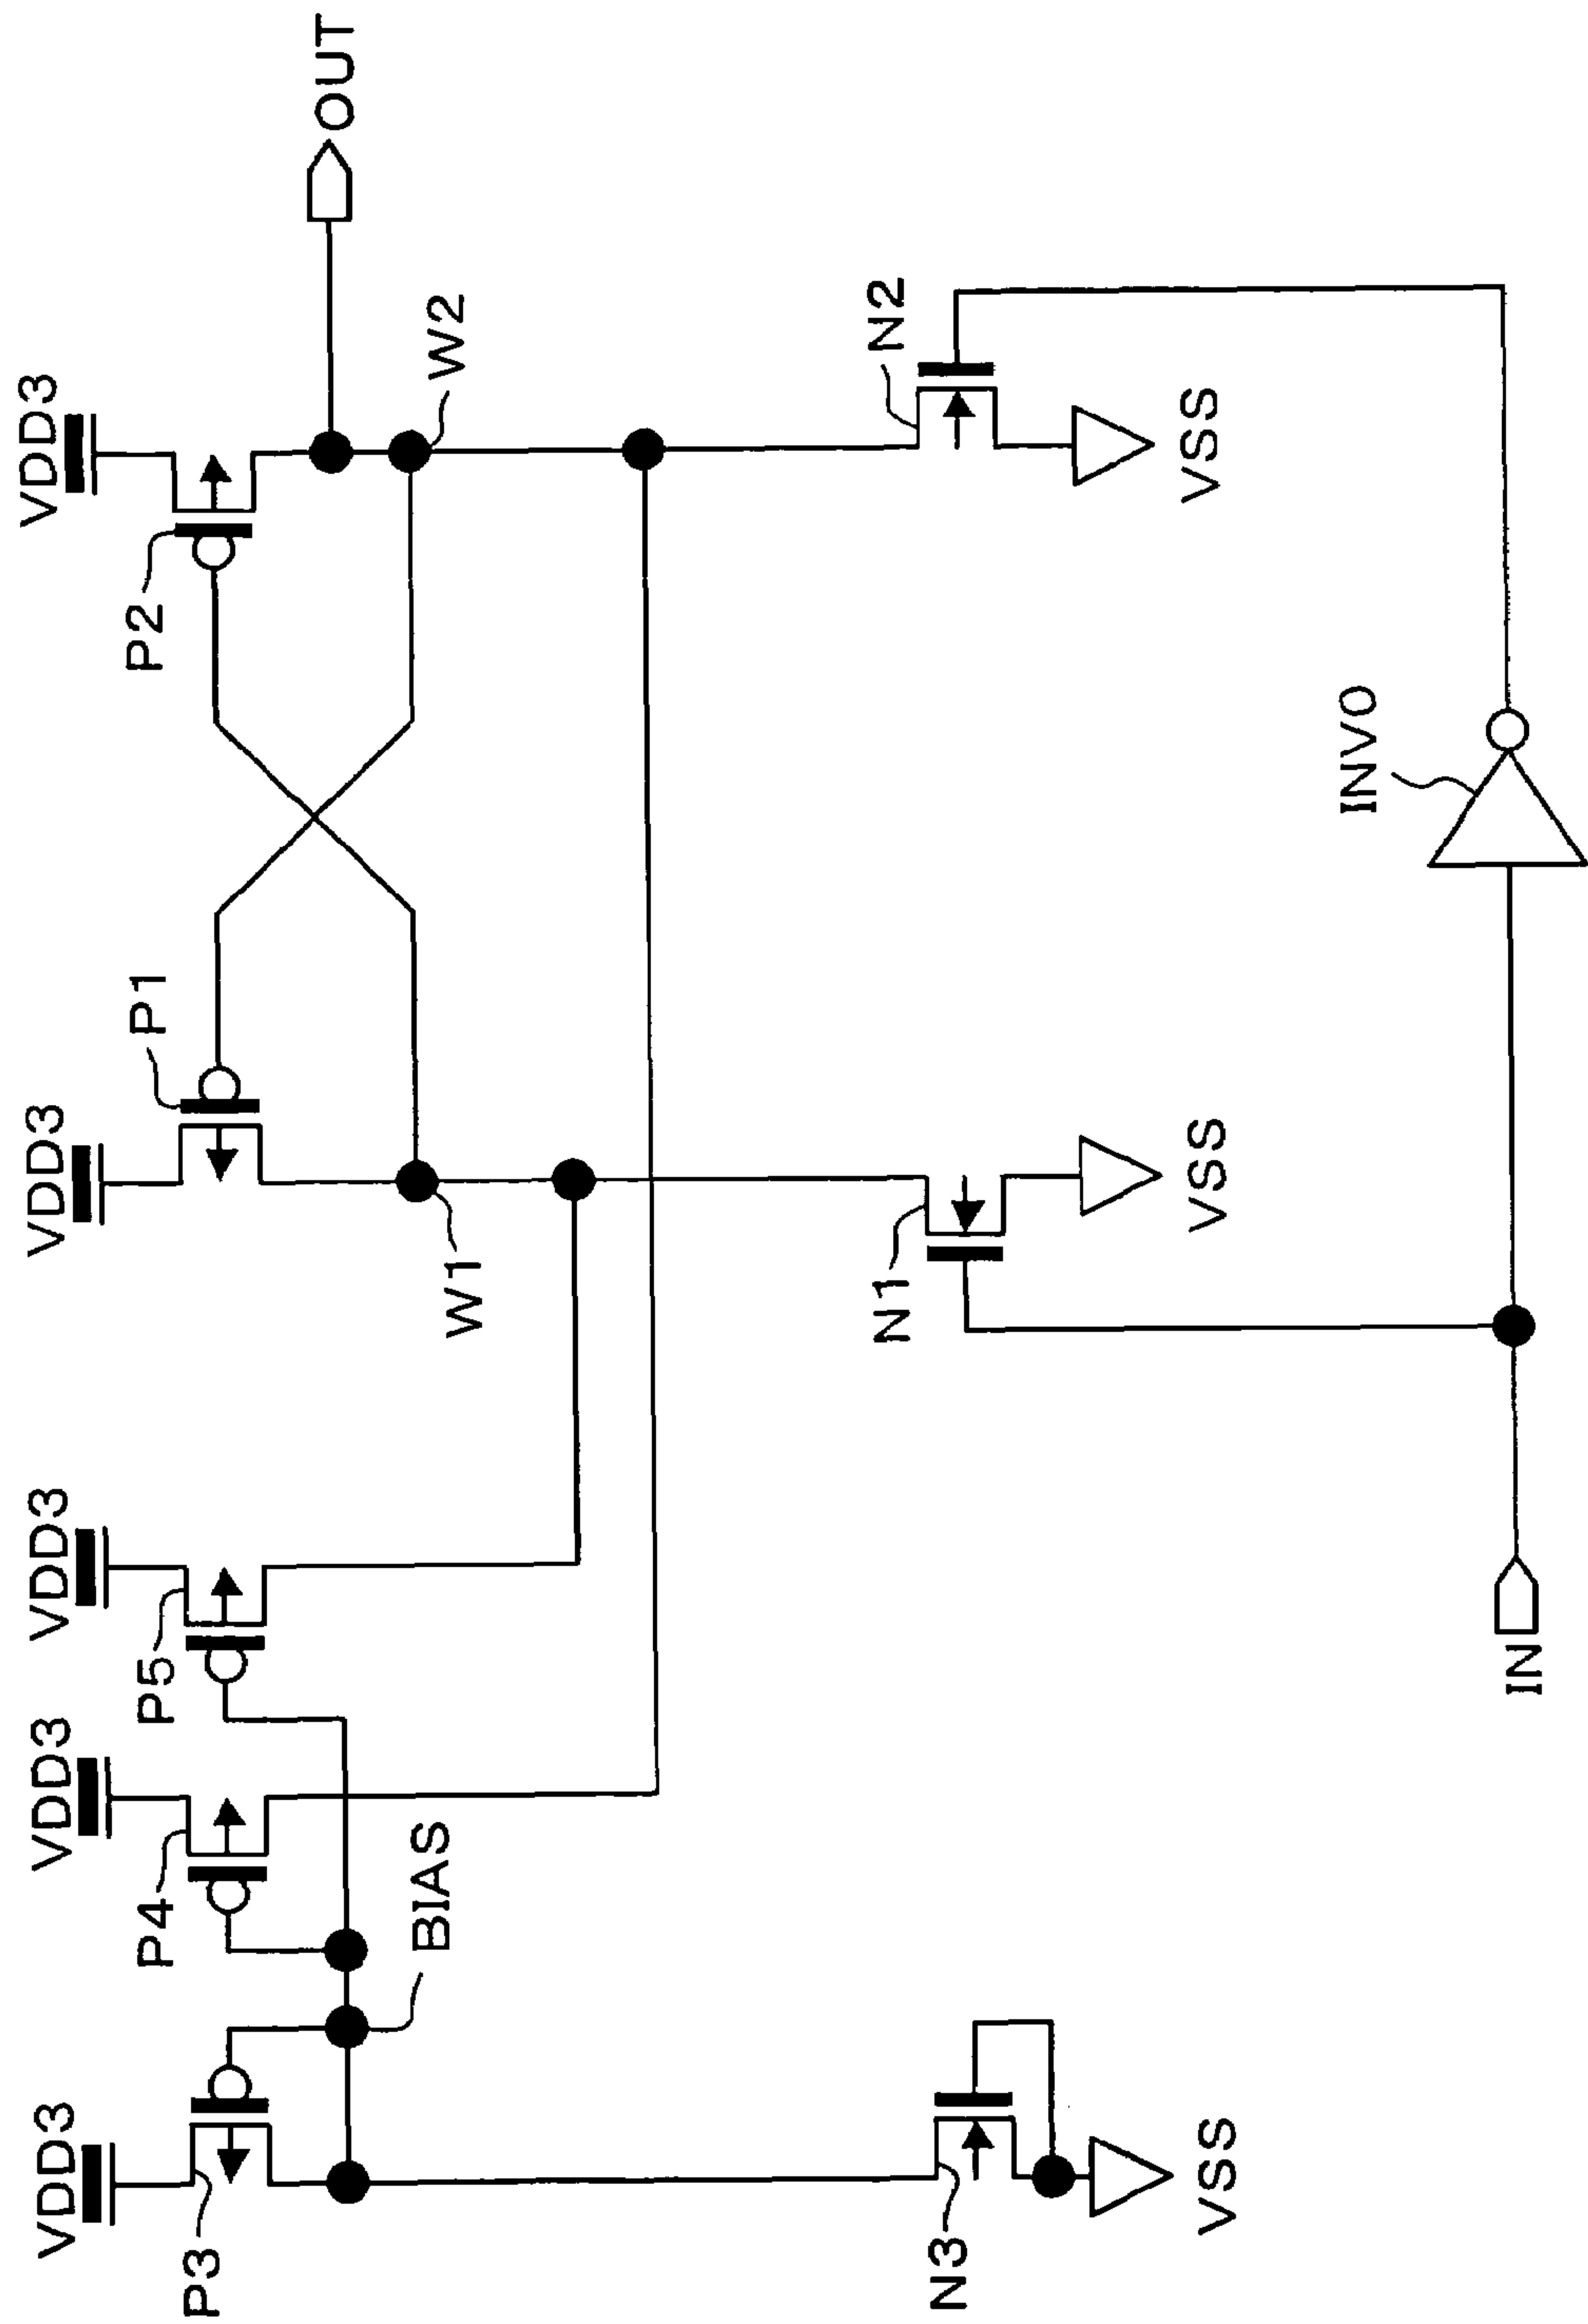 VDD3
VDD3
VDD3
VDD3
VDD3
P3
P4
P5
P1
P2
OUT
BIAS
W1
W2
N3
N1
N2
VSS
VSS
VSS
INV0
IN